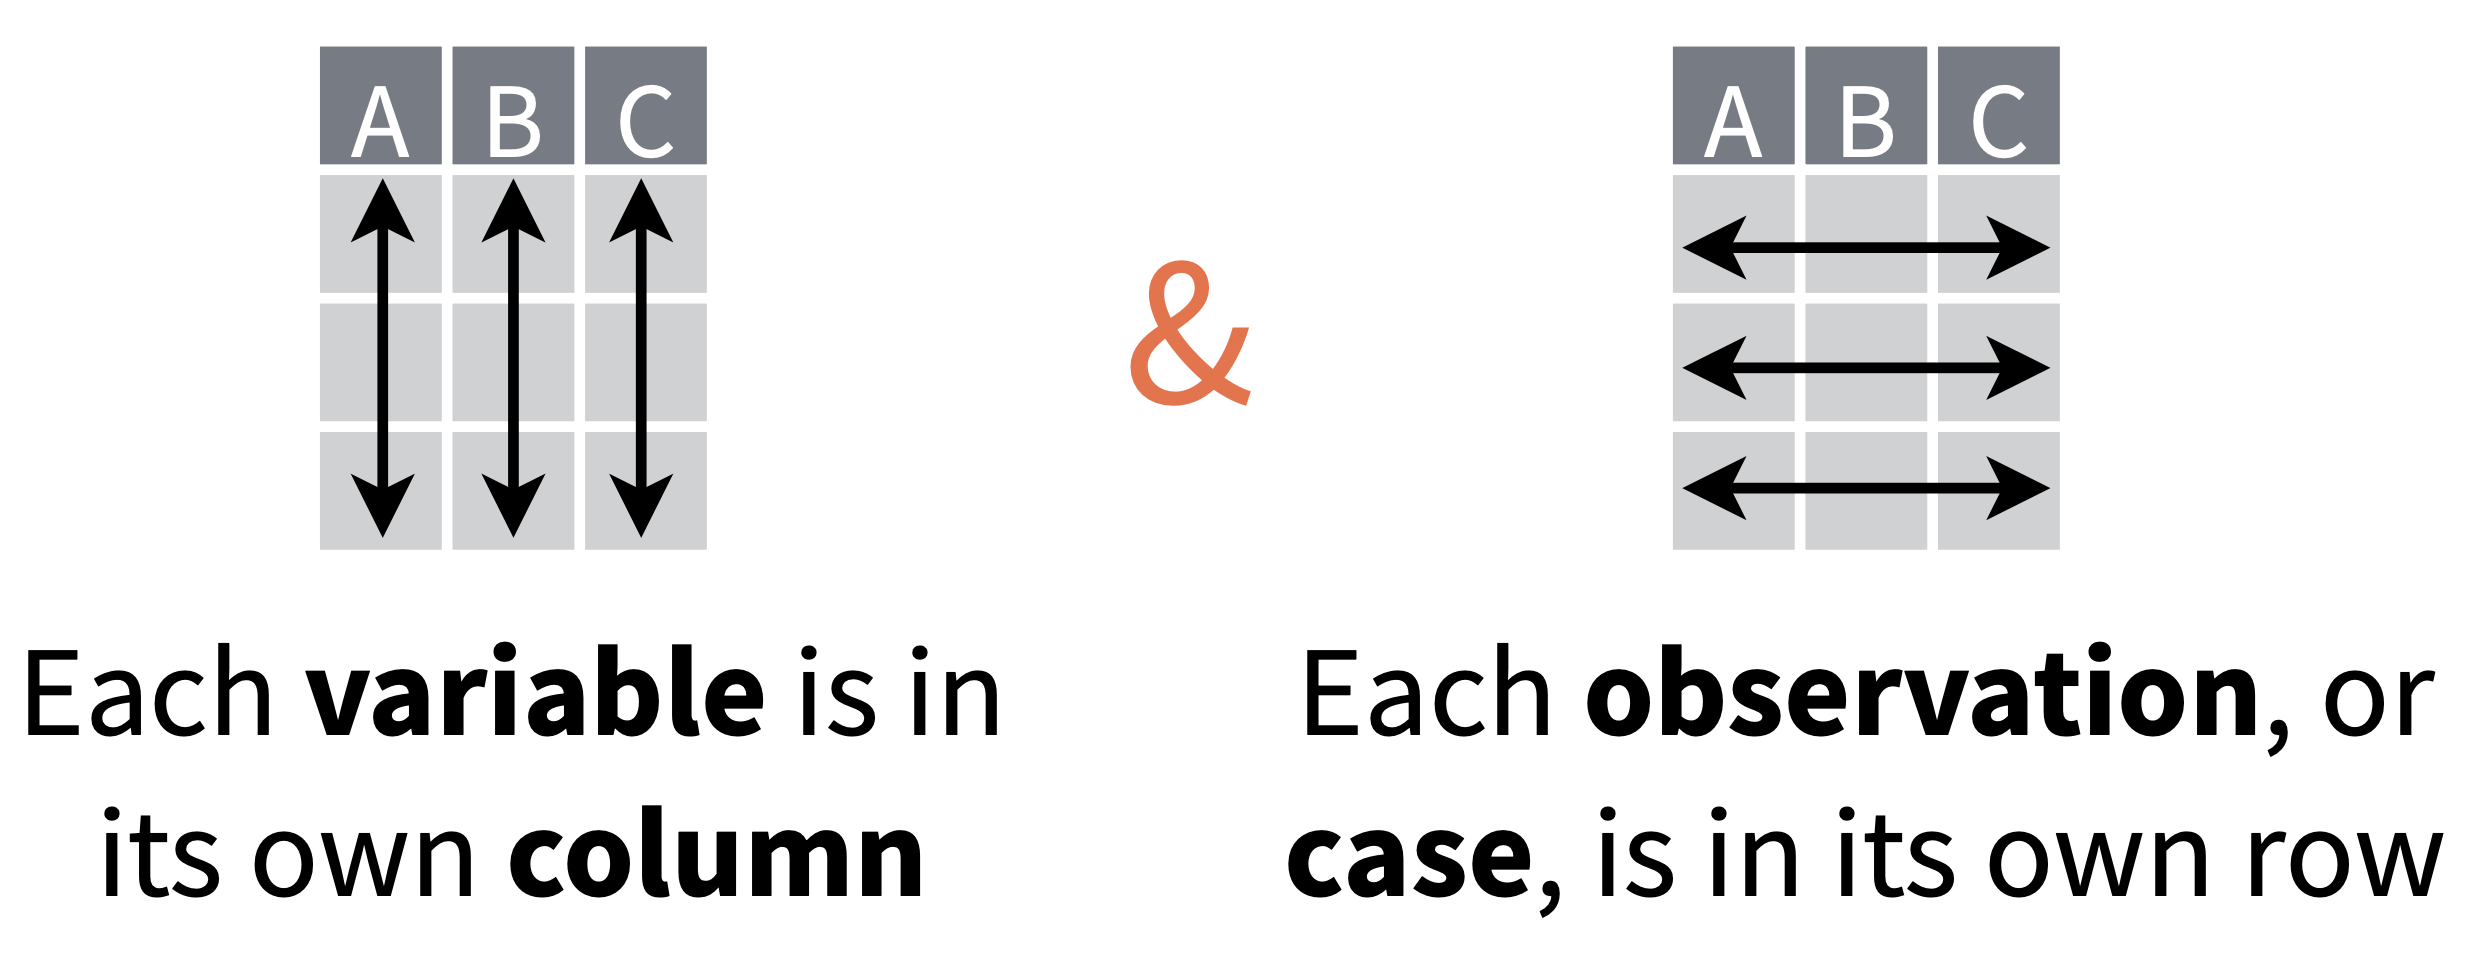 A B C
Each variable is in
its own column
&
A B C
Each observation, or
case, is in its own row